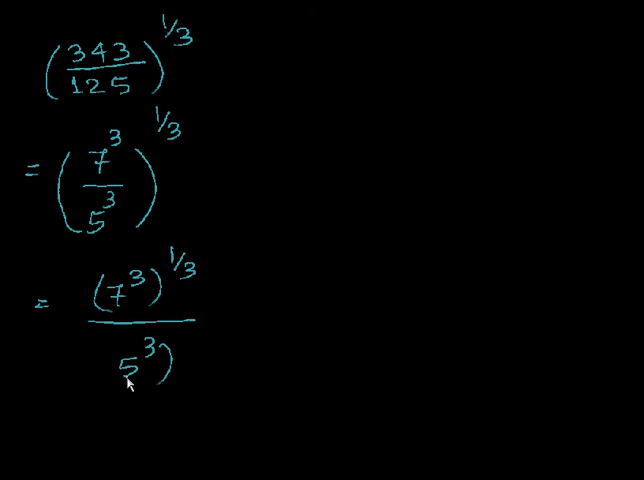 (343/125)^1/3
= (7^3/5^3)^1/3
= (7^3)^1/3 / 5^3)